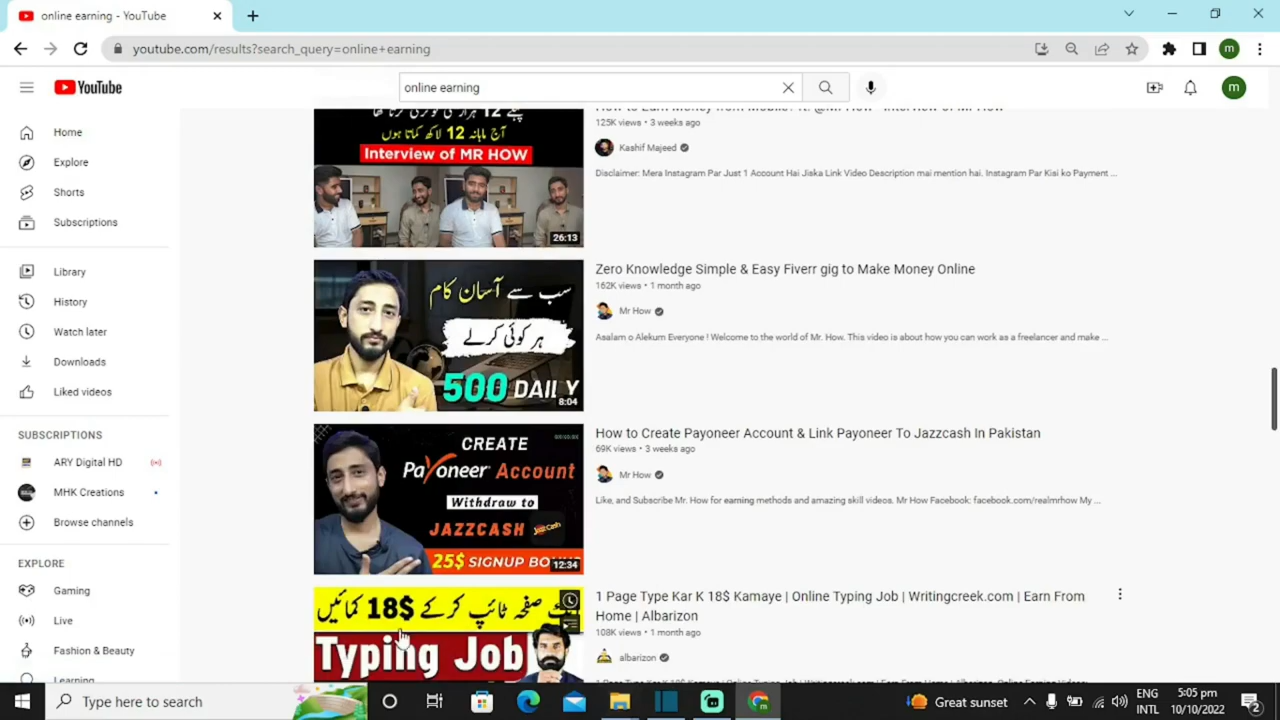 online earning - YouTube
youtube.com/results?search_query=online+earning
YouTube
online earning
m
m
Home
Explore
Shorts
Subscriptions
Library
History
Watch later
Downloads
Liked videos
SUBSCRIPTIONS
ARY Digital HD
MHK Creations
Browse channels
EXPLORE
Gaming
Live
Fashion & Beauty
Learning
آج ماہانہ 12 لاکھ کماتا ہوں
Interview of MR HOW
26:13
125K views • 3 weeks ago
Kashif Majeed
Disclaimer: Mera Instagram Par Just 1 Account Hai Jiska Link Video Description mai mention hai. Instagram Par Kisi ko Payment ...
سب سے آسان کام
ہر کوئی کرلے
500 DAILY
8:04
Zero Knowledge Simple & Easy Fiverr gig to Make Money Online
162K views • 1 month ago
Mr How
Asalam o Alekum Everyone ! Welcome to the world of Mr. How. This video is about how you can work as a freelancer and make ...
CREATE
Payoneer Account
Withdraw to
JAZZCASH
JazzCash
25$ SIGNUP
12:34
How to Create Payoneer Account & Link Payoneer To Jazzcash In Pakistan
69K views • 3 weeks ago
Mr How
Like, and Subscribe Mr. How for earning methods and amazing skill videos. Mr How Facebook: facebook.com/realmrhow My ...
صفحہ ٹائپ کر کے 18$ کمائیں
Typing Job
1 Page Type Kar K 18$ Kamaye | Online Typing Job | Writingcreek.com | Earn From
Home | Albarizon
108K views • 1 month ago
albarizon
Type here to search
Great sunset
ENG
INTL
5:05 pm
10/10/2022
2